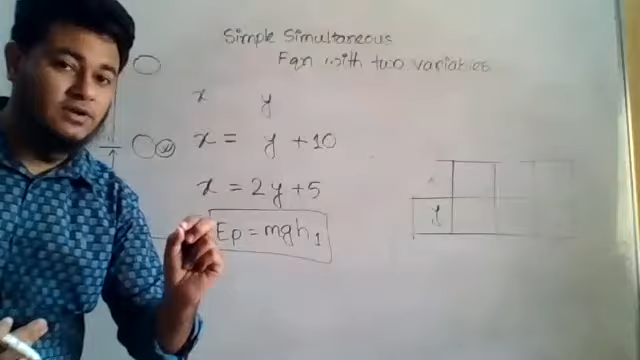 Simple Simultaneous
Eqn with two variables
x y
x = y + 10
x = 2y + 5
Ep = mgh₁
x
y